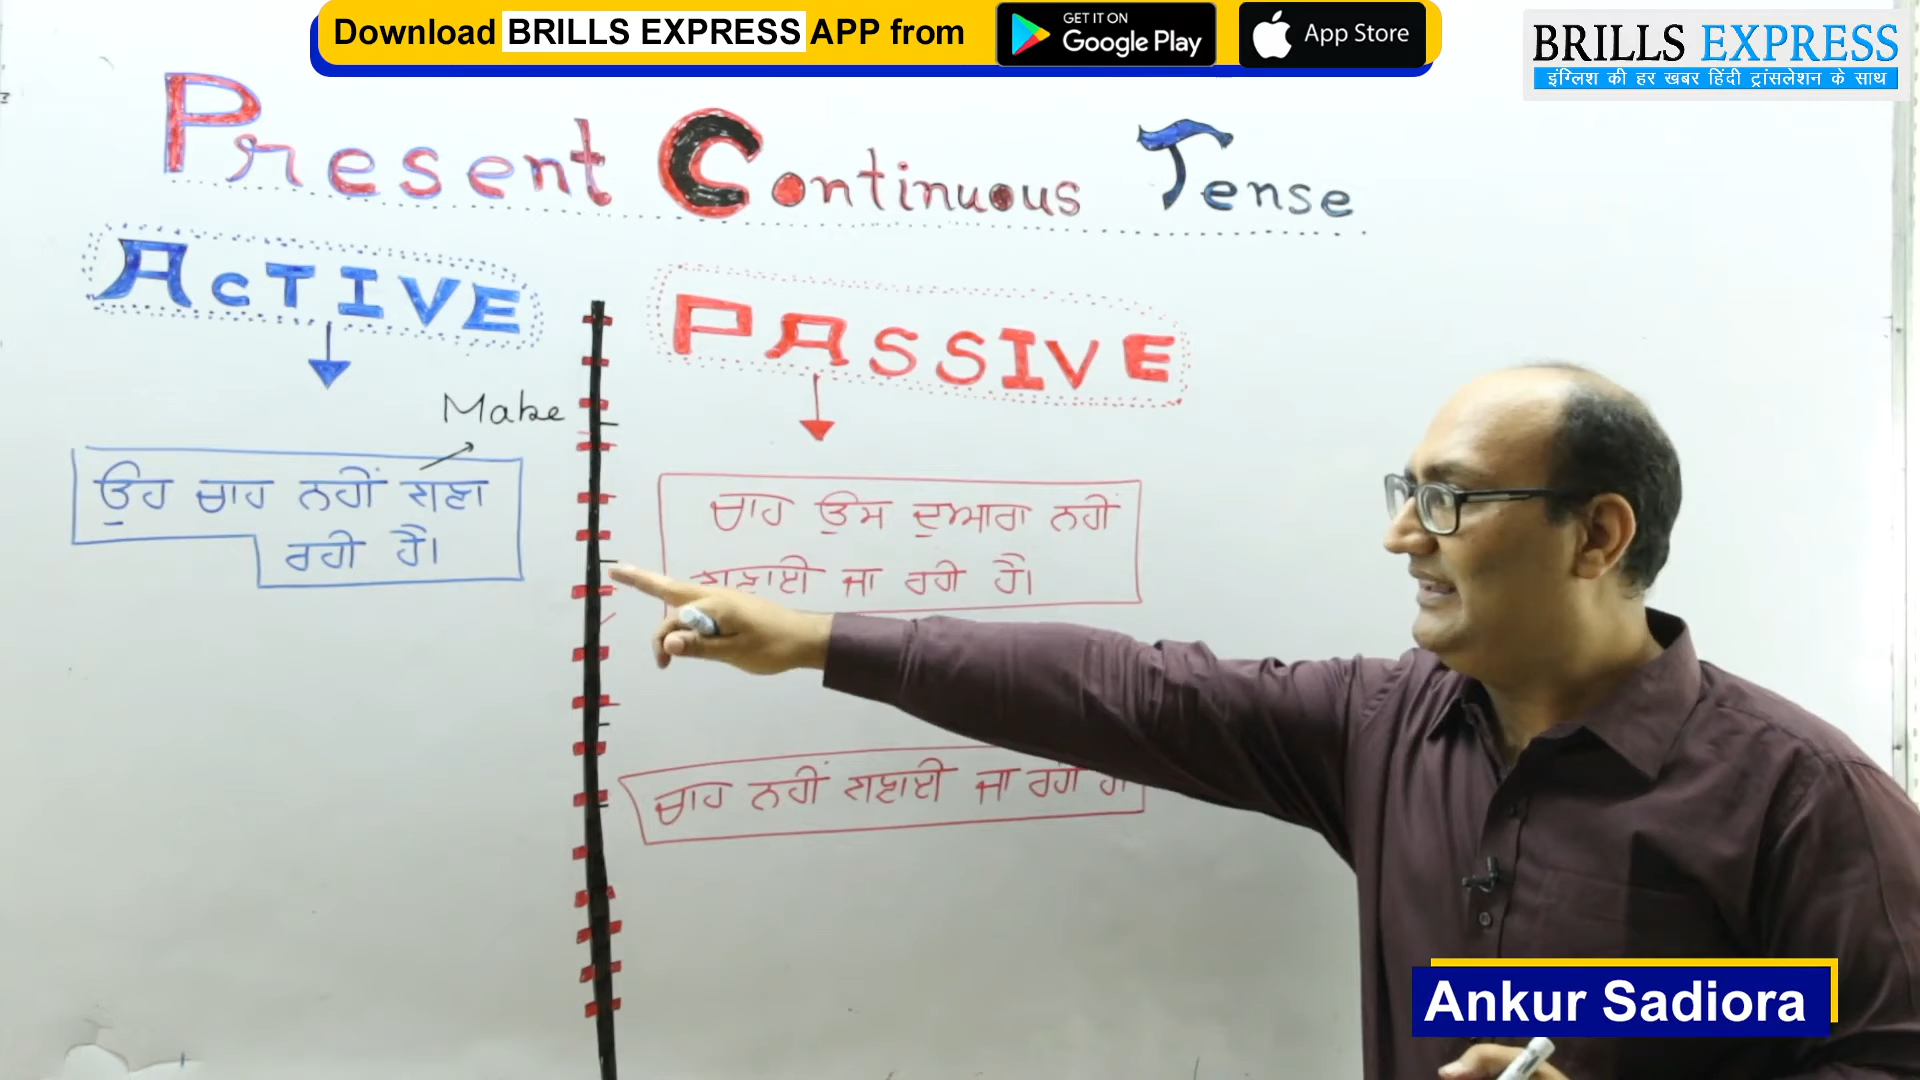 Download BRILLS EXPRESS APP from
GET IT ON
Google Play
App Store
BRILLS EXPRESS
इंग्लिश की हर खबर हिंदी ट्रांसलेशन के साथ
Present Continuous Tense
ACTIVE
PASSIVE
Make
ਉਹ ਚਾਹ ਨਹੀਂ ਬਣਾ
ਰਹੀ ਹੈ।
ਚਾਹ ਉਸ ਦੁਆਰਾ ਨਹੀਂ
ਬਣਾਈ ਜਾ ਰਹੀ ਹੈ।
ਚਾਹ ਨਹੀਂ ਬਣਾਈ ਜਾ ਰਹੀ
Ankur Sadiora